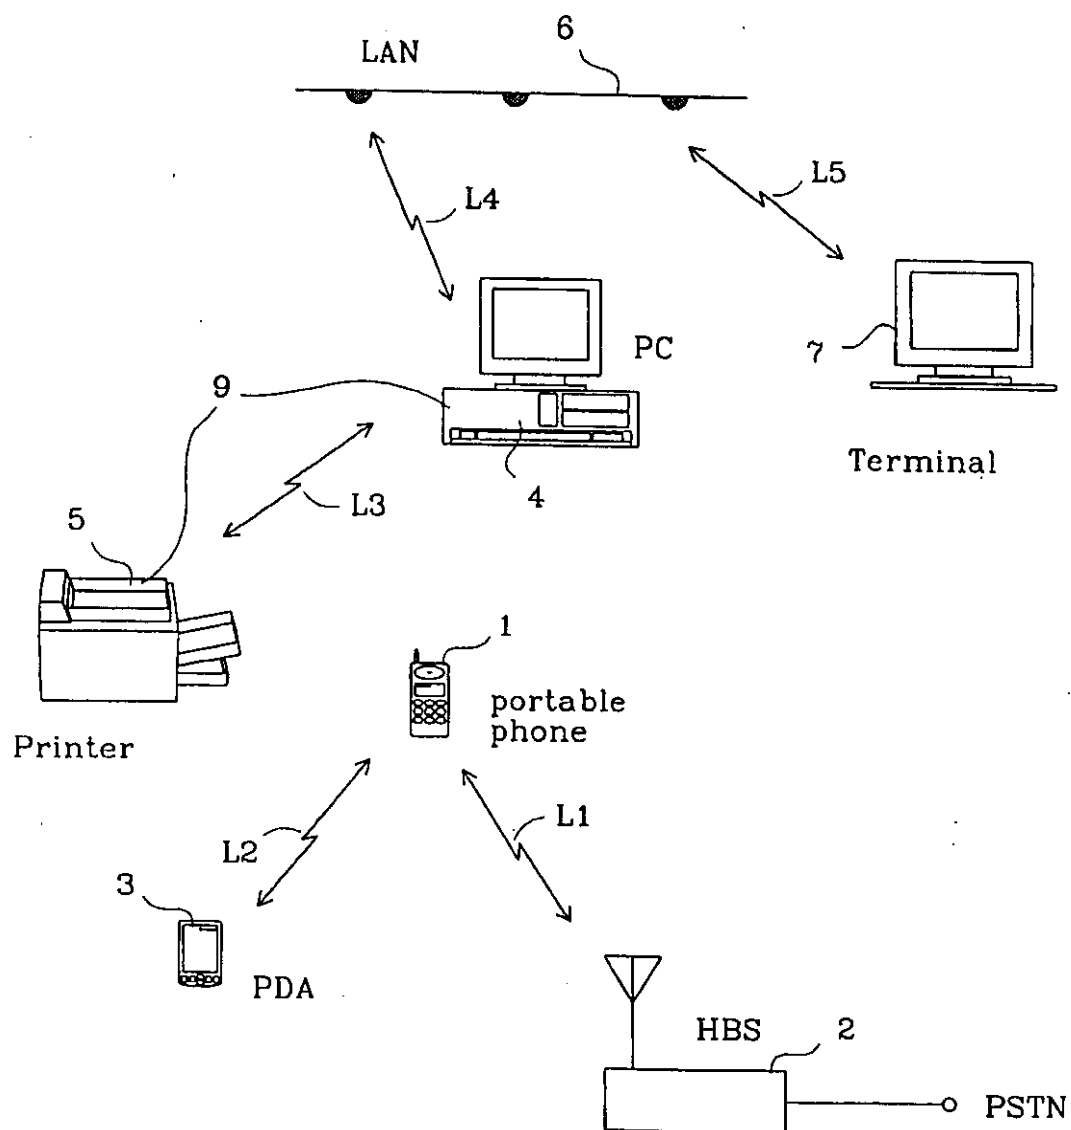 LAN
6
L4
L5
PC
7
9
Terminal
4
L3
5
1
portable
phone
Printer
L1
L2
3
PDA
HBS
2
PSTN